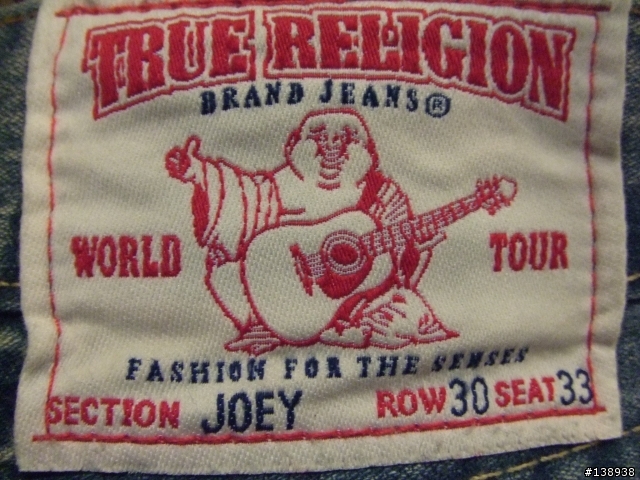 TRUE RELIGION
BRAND JEANS®
WORLD TOUR
FASHION FOR THE SENSES
SECTION JOEY ROW 30 SEAT 33
#138938